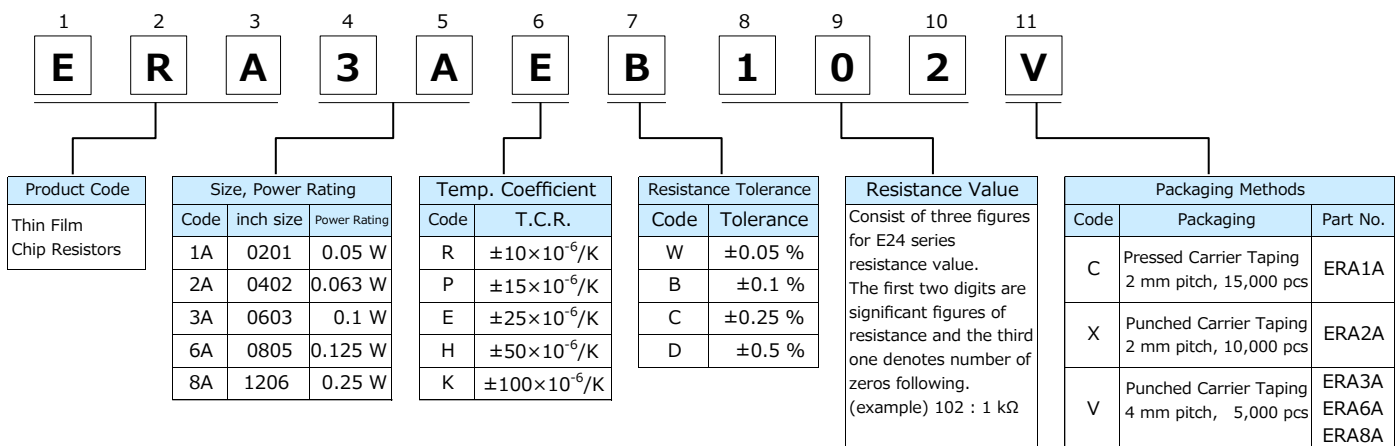 1 2 3 4 5 6 7 8 9 10 11
E R A 3 A E B 1 0 2 V
Product Code
Thin Film
Chip Resistors
Size, Power Rating
Code inch size Power Rating
1A 0201 0.05 W
2A 0402 0.063 W
3A 0603 0.1 W
6A 0805 0.125 W
8A 1206 0.25 W
Temp. Coefficient
Code T.C.R.
R ±10×10⁻⁶/K
P ±15×10⁻⁶/K
E ±25×10⁻⁶/K
H ±50×10⁻⁶/K
K ±100×10⁻⁶/K
Resistance Tolerance
Code Tolerance
W ±0.05 %
B ±0.1 %
C ±0.25 %
D ±0.5 %
Resistance Value
Consist of three figures
for E24 series
resistance value.
The first two digits are
significant figures of
resistance and the third
one denotes number of
zeros following.
(example) 102 : 1 kΩ
Packaging Methods
Code Packaging Part No.
C Pressed Carrier Taping
2 mm pitch, 15,000 pcs ERA1A
X Punched Carrier Taping
2 mm pitch, 10,000 pcs ERA2A
V Punched Carrier Taping
4 mm pitch, 5,000 pcs ERA3A
ERA6A
ERA8A